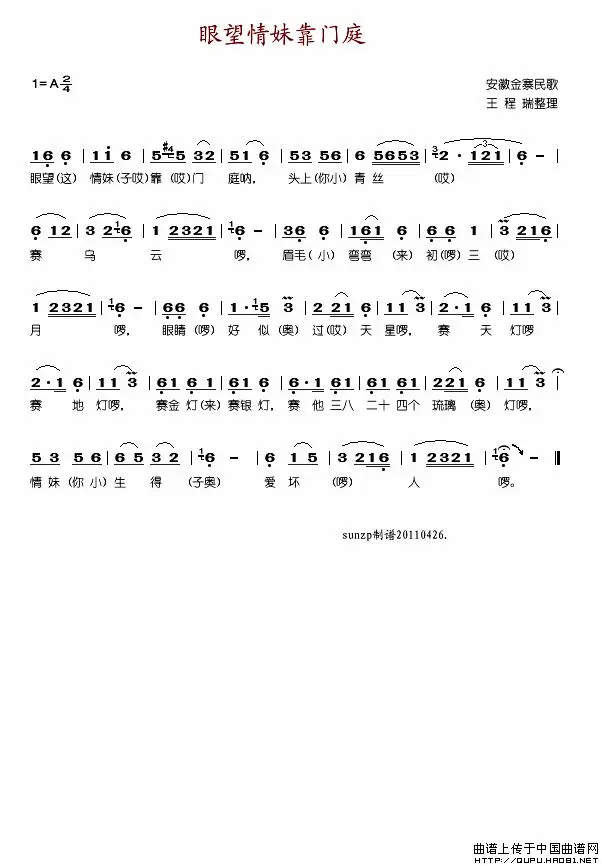 眼望情妹靠门庭
1=A 2/4
安徽金寨民歌
王 程 瑞整理
眼望(这) 情妹(子哎)靠 (哎)门 庭呐, 头上(你小)青 丝 (哎)
赛 乌 云 啰, 眉毛(小) 弯弯 (来) 初(啰)三 (哎)
月 啰, 眼睛(啰)好 似(奥) 过(哎)天 星啰, 赛 天 灯啰
赛 地 灯啰, 赛金灯(来)赛银灯, 赛 他 三八 二十 四个 琉璃 (奥)灯啰,
情 妹(你 小)生 得 (子奥) 爱 坏 (啰) 人 啰。
sunzp制谱20110426.
曲谱上传于中国曲谱网
http://QUPU.HAO81.NET